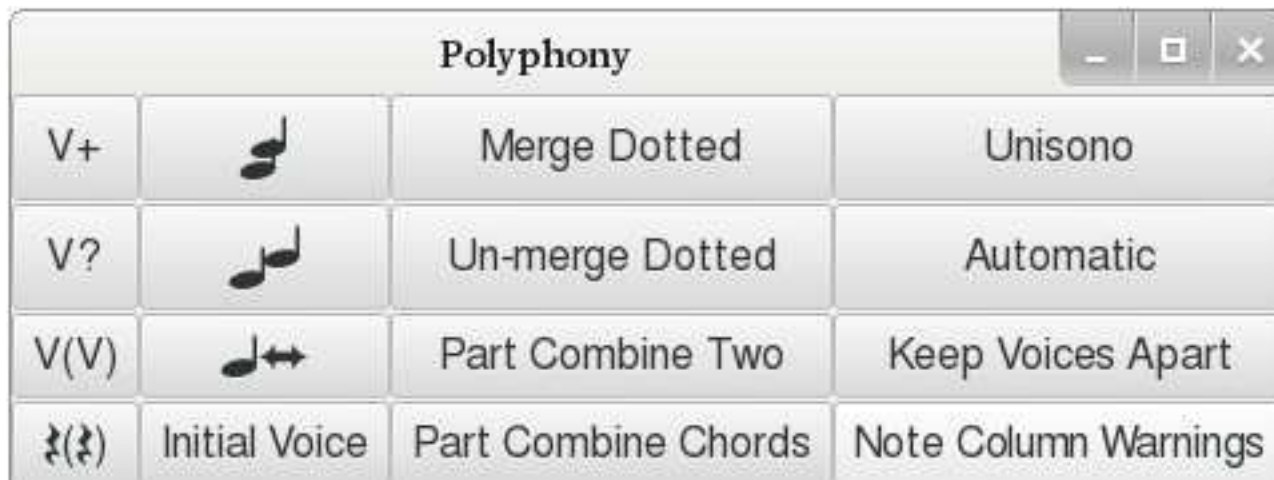 Polyphony
V+ Merge Dotted Unisono
V? Un-merge Dotted Automatic
V(V) Part Combine Two Keep Voices Apart
𝄽(𝄽) Initial Voice Part Combine Chords Note Column Warnings